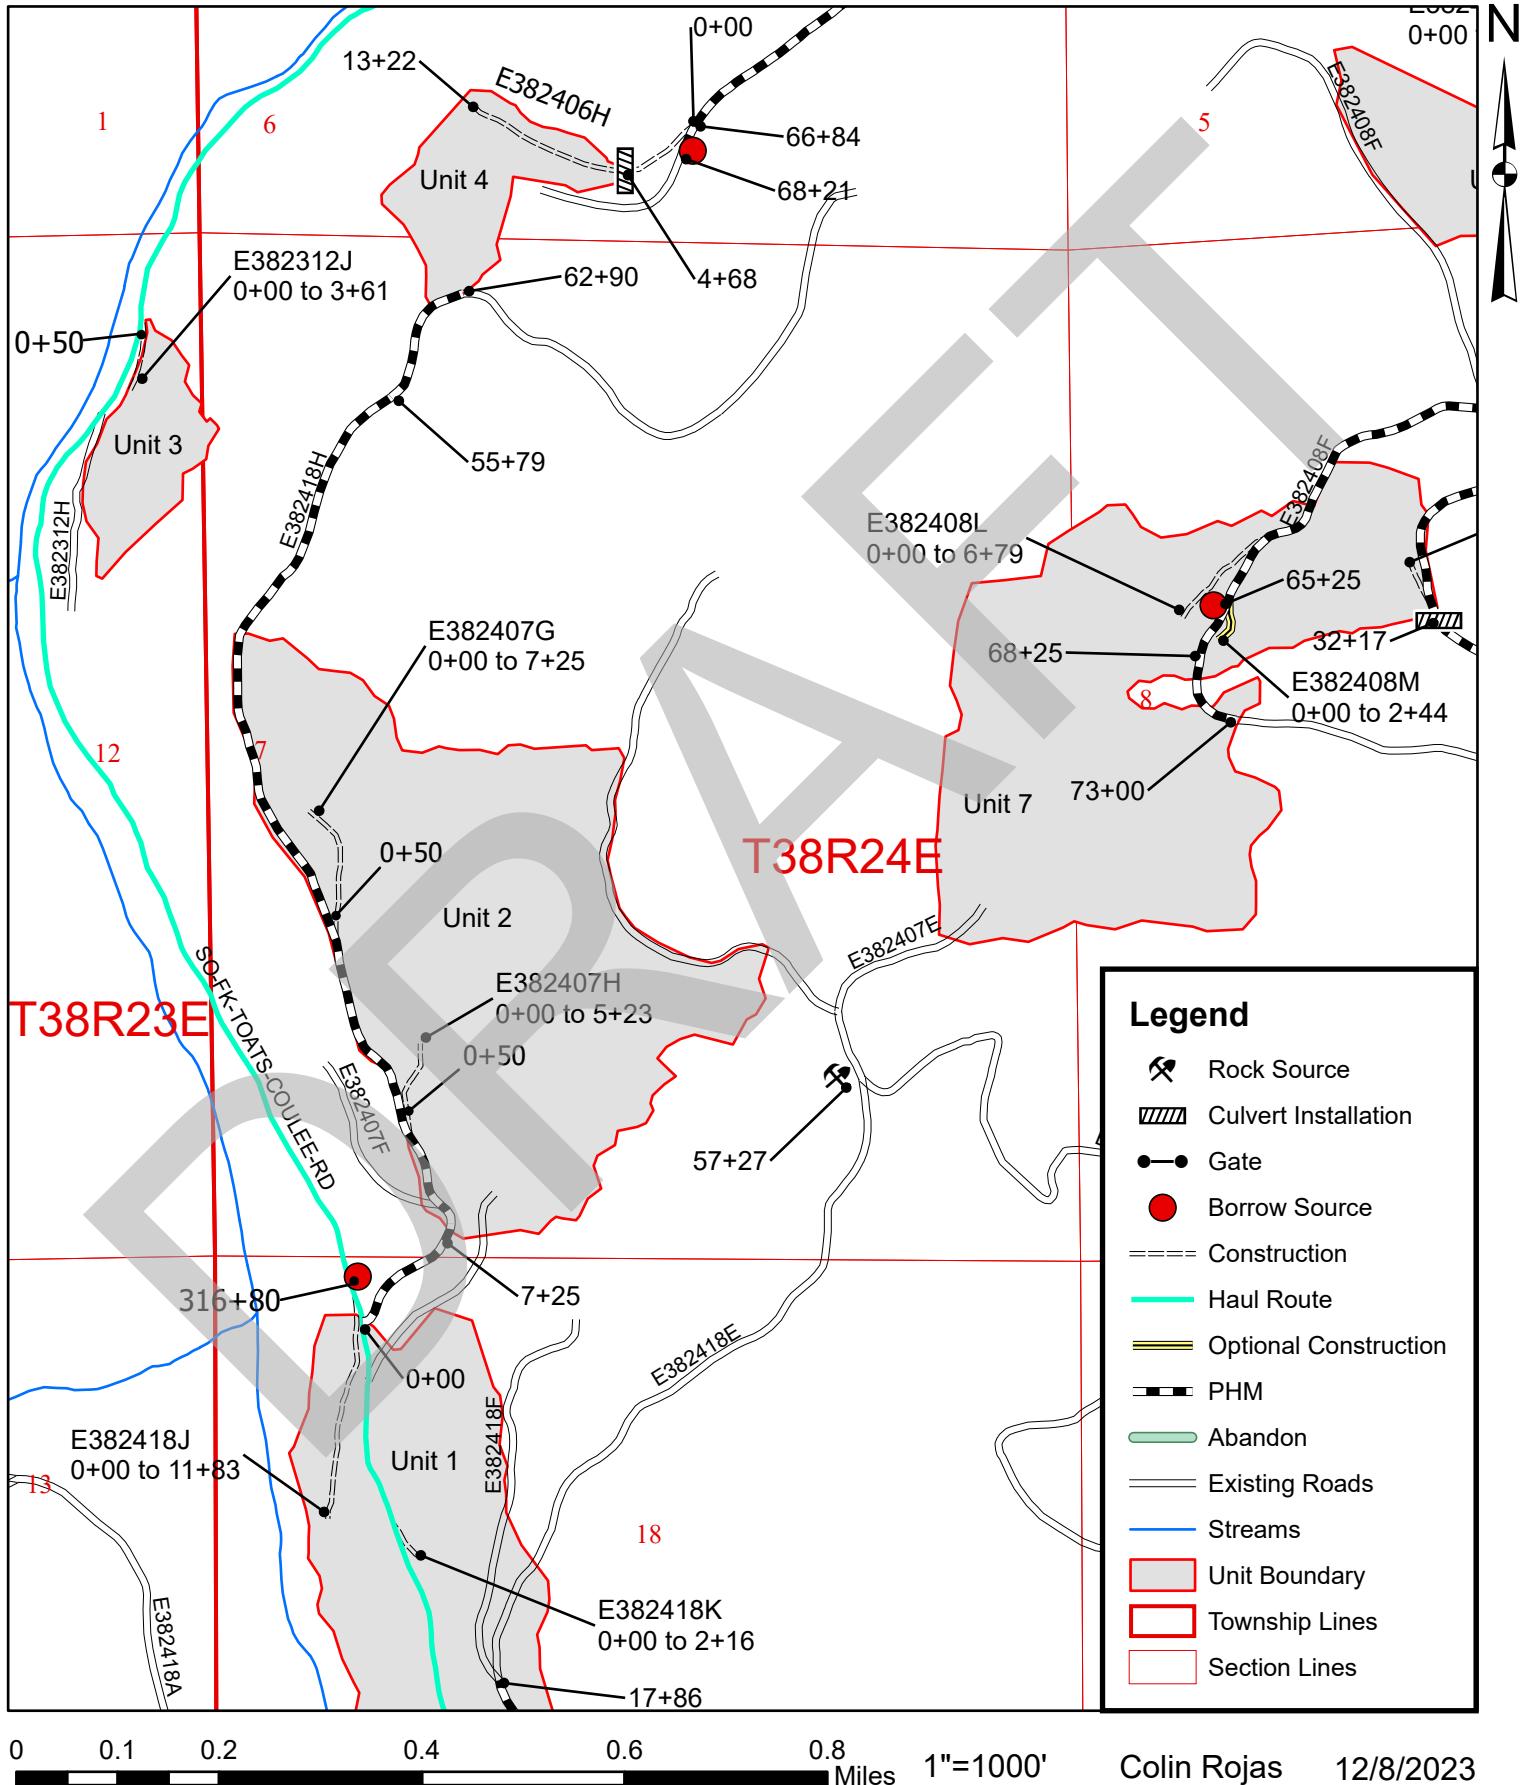 0+00
0+00
N
13+22
E382406H
1
6
66+84
5
E382408F
Unit 4
68+21
E382312J
0+00 to 3+61
62+90
4+68
0+50
Unit 3
55+79
E382418H
E382408F
E382312H
E382408L
0+00 to 6+79
65+25
E382407G
0+00 to 7+25
32+17
68+25
E382408M
0+00 to 2+44
8
12
7
73+00
Unit 7
0+50
T38R24E
Unit 2
E382407E
SO-FK-TOATS-COULEE-RD
T38R23E
E382407H
0+00 to 5+23
0+50
E382407F
57+27
316+80
7+25
0+00
E382418E
E382418F
E382418J
0+00 to 11+83
Unit 1
13
18
E382418K
0+00 to 2+16
E382418A
17+86
DRAFT
Legend
Rock Source
Culvert Installation
Gate
Borrow Source
Construction
Haul Route
Optional Construction
PHM
Abandon
Existing Roads
Streams
Unit Boundary
Township Lines
Section Lines
0 0.1 0.2 0.4 0.6 0.8
Miles
1"=1000'
Colin Rojas
12/8/2023